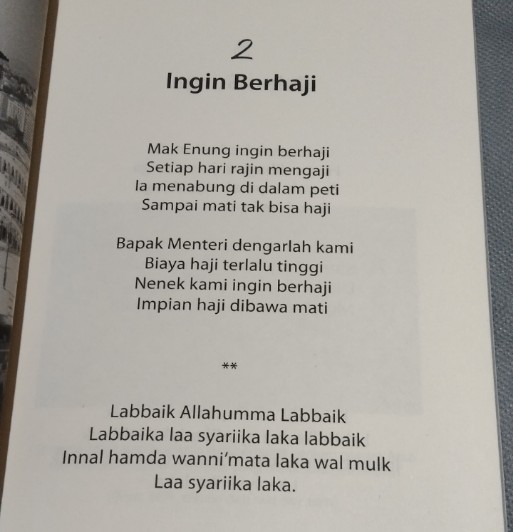 2
Ingin Berhaji
Mak Enung ingin berhaji
Setiap hari rajin mengaji
Ia menabung di dalam peti
Sampai mati tak bisa haji
Bapak Menteri dengarlah kami
Biaya haji terlalu tinggi
Nenek kami ingin berhaji
Impian haji dibawa mati
**
Labbaik Allahumma Labbaik
Labbaika laa syariika laka labbaik
Innal hamda wanni'mata laka wal mulk
Laa syariika laka.